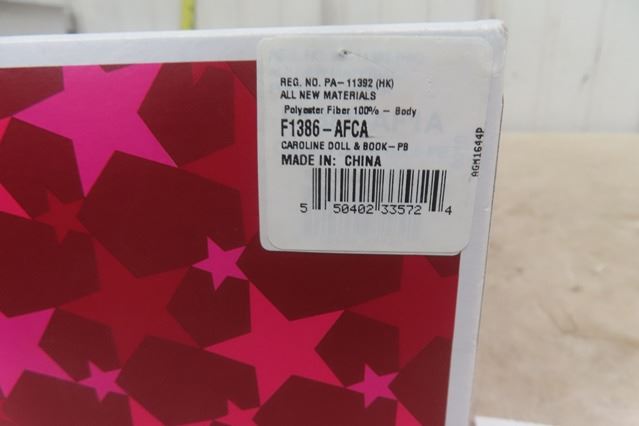 REG. NO. PA-11392 (HK)
ALL NEW MATERIALS
Polyester Fiber 100% - Body
F1386-AFCA
CAROLINE DOLL & BOOK-PB
MADE IN: CHINA
5 50402 33572 4
AGM1644P